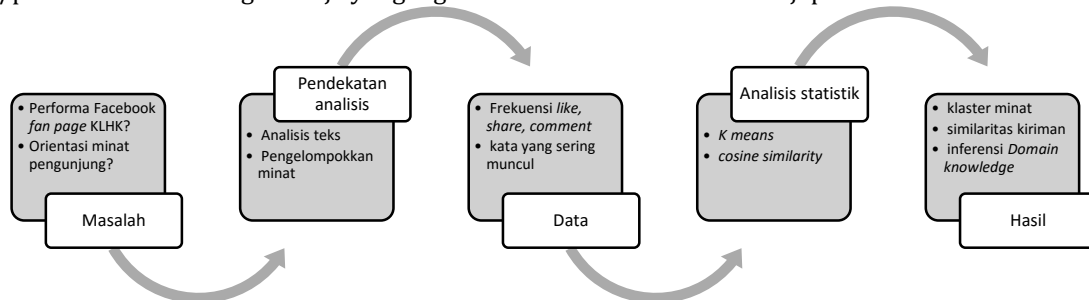 • Performa Facebook
fan page KLHK?
• Orientasi minat
pengunjung?
Masalah
Pendekatan
analisis
• Analisis teks
• Pengelompokkan
minat
• Frekuensi like,
share, comment
• kata yang sering
muncul
Data
Analisis statistik
• K means
• cosine similarity
• klaster minat
• similaritas kiriman
• inferensi Domain
knowledge
Hasil